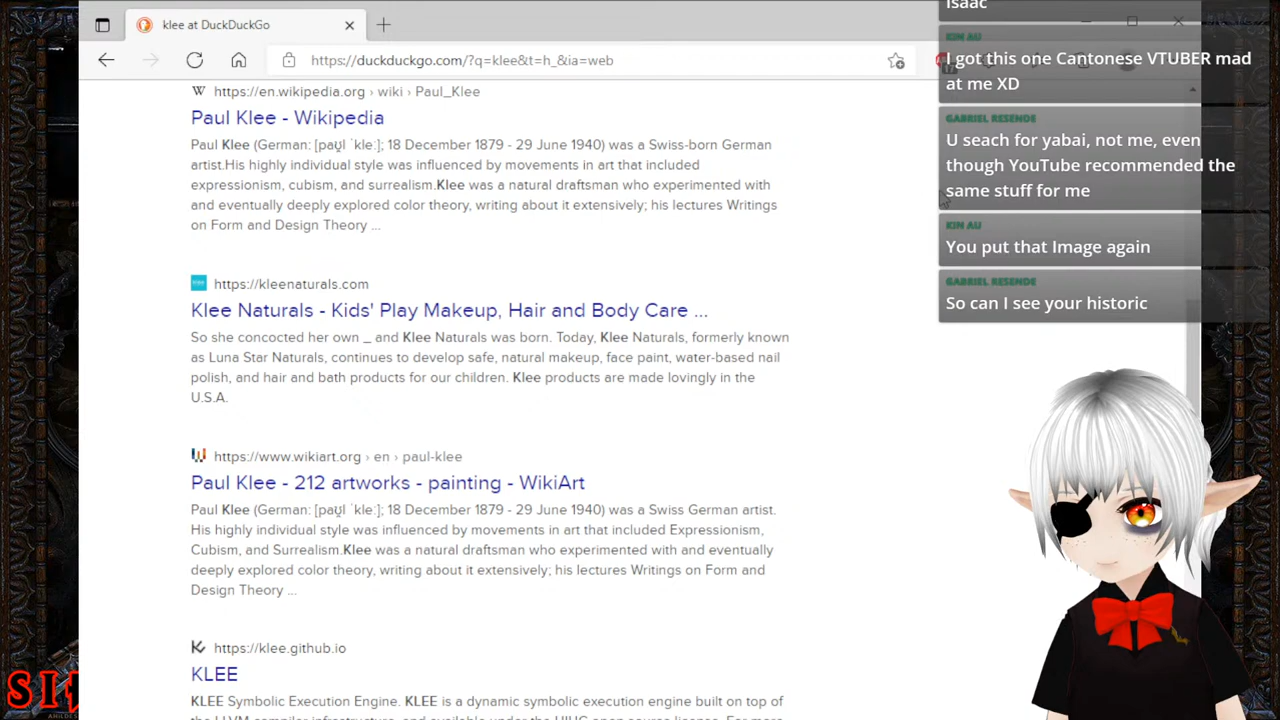 klee at DuckDuckGo
https://duckduckgo.com/?q=klee&t=h_&ia=web
https://en.wikipedia.org › wiki › Paul_Klee
Paul Klee - Wikipedia
Paul Klee (German: [paʊ̯l ˈkleː]; 18 December 1879 - 29 June 1940) was a Swiss-born German
artist.His highly individual style was influenced by movements in art that included
expressionism, cubism, and surrealism.Klee was a natural draftsman who experimented with
and eventually deeply explored color theory, writing about it extensively; his lectures Writings
on Form and Design Theory ...
https://kleenaturals.com
Klee Naturals - Kids' Play Makeup, Hair and Body Care ...
So she concocted her own _ and Klee Naturals was born. Today, Klee Naturals, formerly known
as Luna Star Naturals, continues to develop safe, natural makeup, face paint, water-based nail
polish, and hair and bath products for our children. Klee products are made lovingly in the
U.S.A.
https://www.wikiart.org › en › paul-klee
Paul Klee - 212 artworks - painting - WikiArt
Paul Klee (German: [paʊ̯l ˈkleː]; 18 December 1879 - 29 June 1940) was a Swiss German artist.
His highly individual style was influenced by movements in art that included Expressionism,
Cubism, and Surrealism.Klee was a natural draftsman who experimented with and eventually
deeply explored color theory, writing about it extensively; his lectures Writings on Form and
Design Theory ...
https://klee.github.io
KLEE
KLEE Symbolic Execution Engine. KLEE is a dynamic symbolic execution engine built on top of
Isaac
KIN AU
I got this one Cantonese VTUBER mad
at me XD
GABRIEL RESENDE
U seach for yabai, not me, even
though YouTube recommended the
same stuff for me
KIN AU
You put that Image again
GABRIEL RESENDE
So can I see your historic